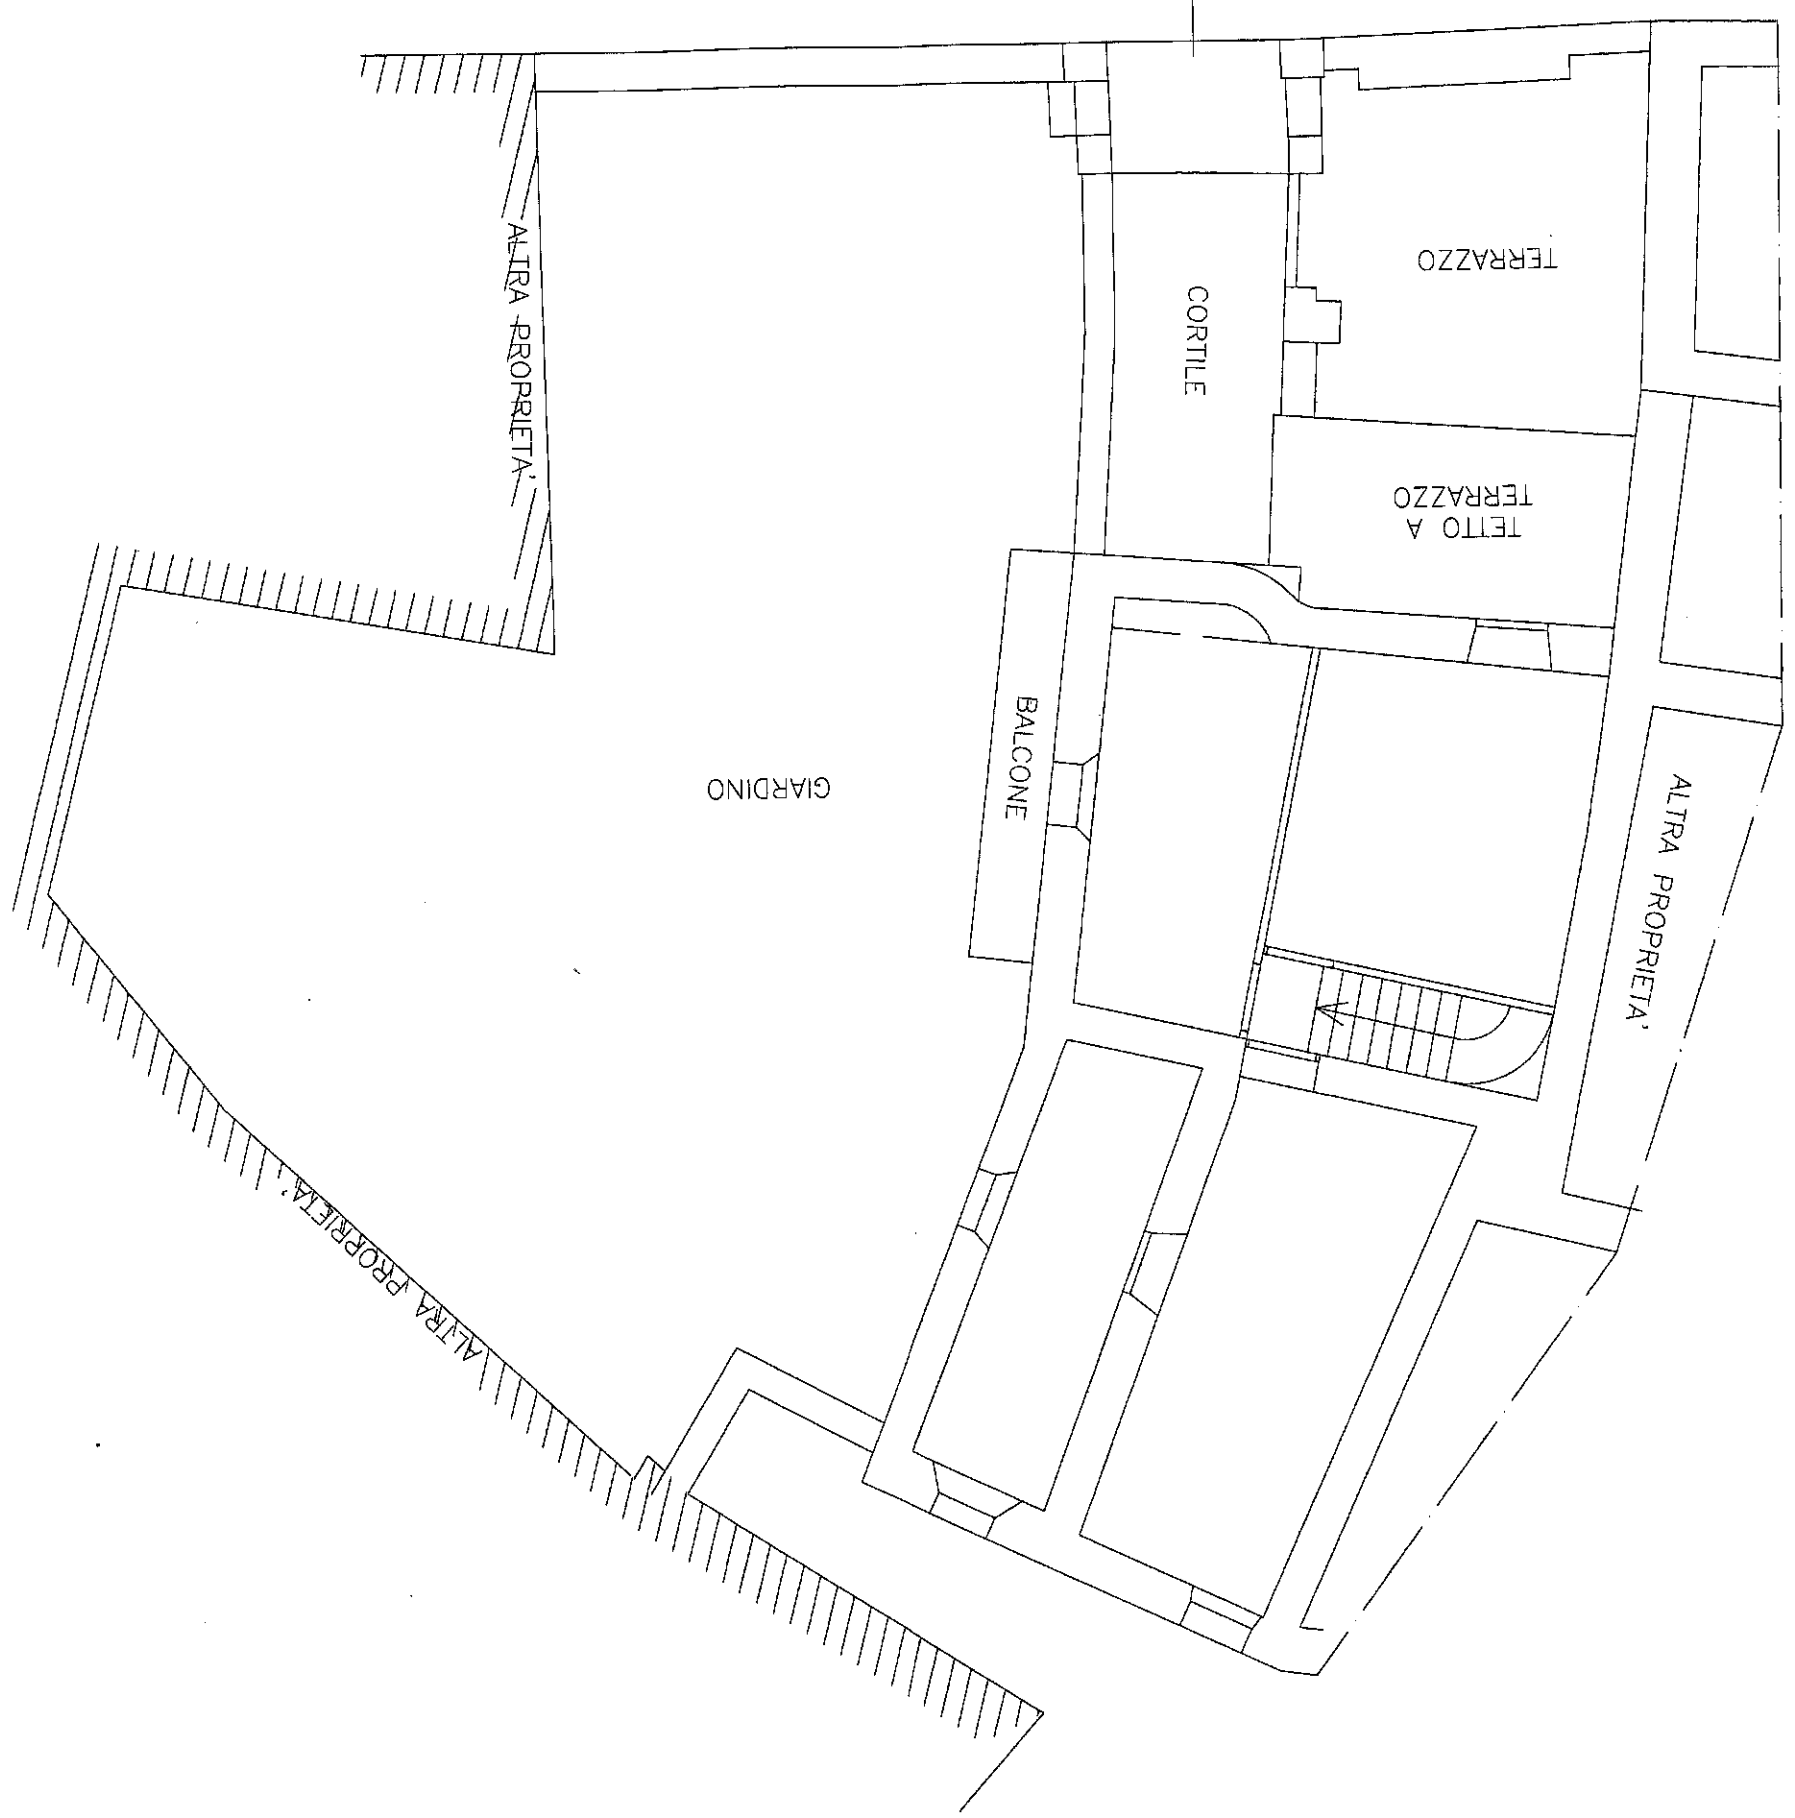 ALTRA PROPRIETA'
CORTILE
TERRAZZO
TETTO A
TERRAZZO
BALCONE
GIARDINO
ALTRA PROPRIETA'
ALTRA PROPRIETA'